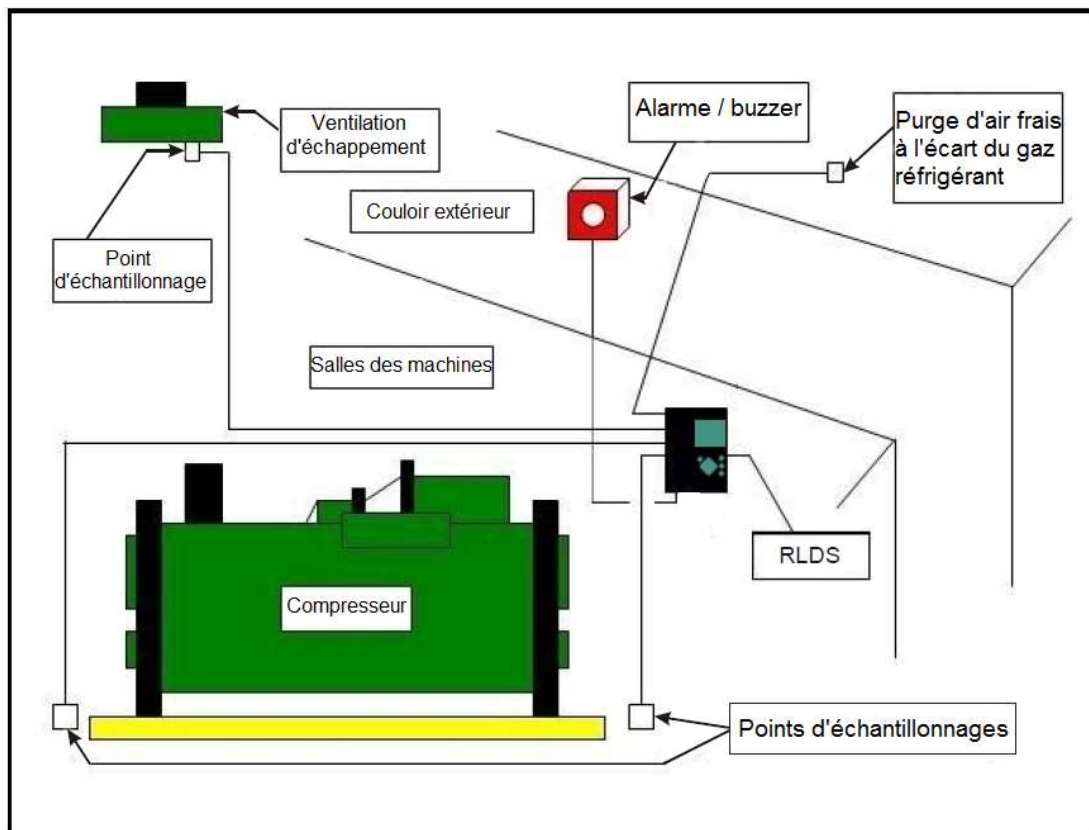 Ventilation
d'échappement
Alarme / buzzer
Purge d'air frais
à l'écart du gaz
réfrigérant
Couloir extérieur
Point
d'échantillonnage
Salles des machines
RLDS
Compresseur
Points d'échantillonnages